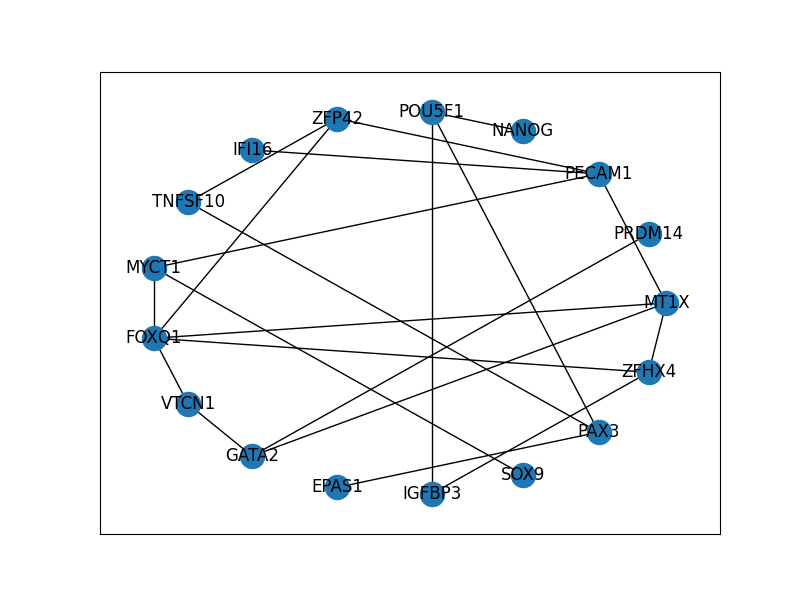 POU5F1
ZFP42
NANOG
IFI16
PECAM1
TNFSF10
PRDM14
MYCT1
MT1X
FOXQ1
ZFHX4
VTCN1
PAX3
GATA2
SOX9
EPAS1
IGFBP3